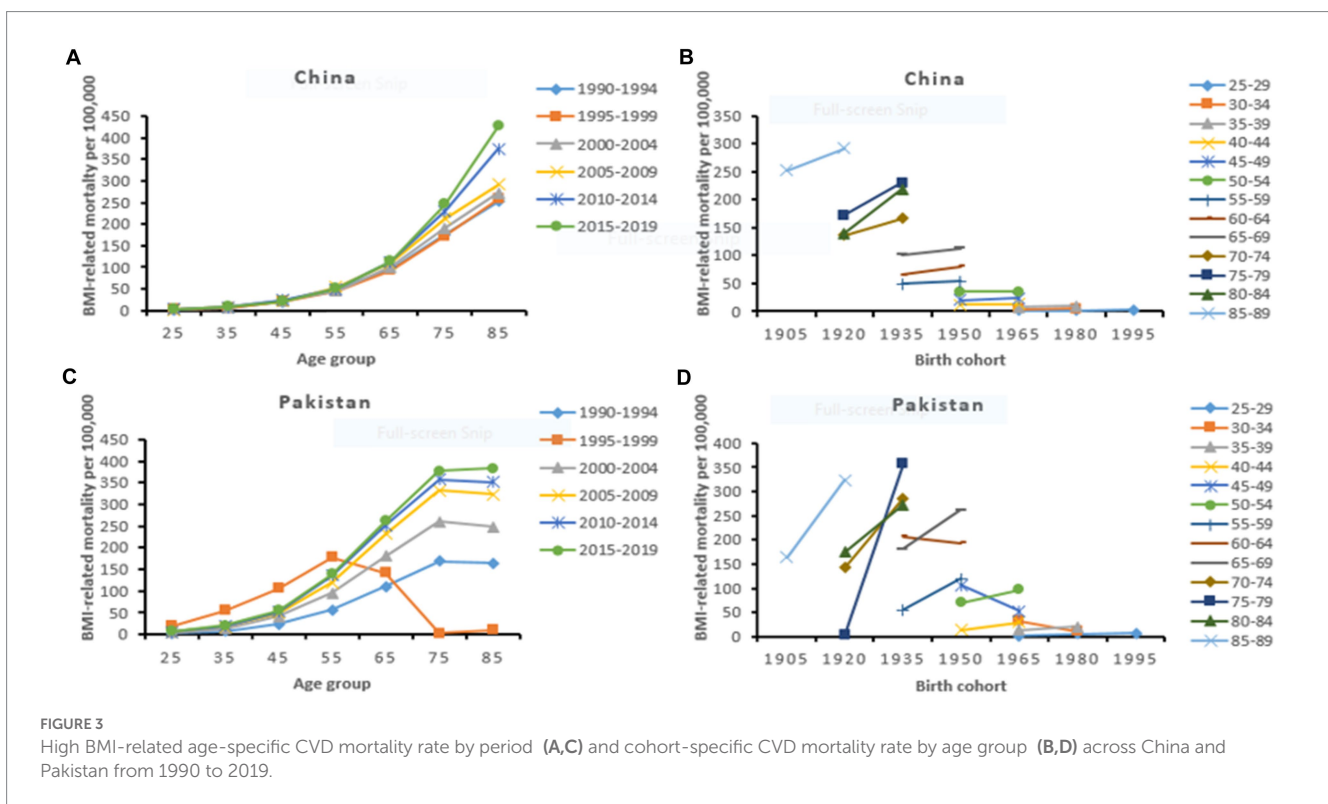 A
China
Full-screen Snip
BMI-related mortalty per 100,000
450
400
350
300
250
200
150
100
50
0
25 35 45 55 65 75 85
Age group
1990-1994
1995-1999
2000-2004
2005-2009
2010-2014
2015-2019
B
China
Full-screen Snip
BMI-related mortality per 100,000
350
300
250
200
150
100
50
0
1905 1920 1935 1950 1965 1980 1995
Birth cohort
25-29
30-34
35-39
40-44
45-49
50-54
55-59
60-64
65-69
70-74
75-79
80-84
85-89
Full-screen Snip
C
Pakistan
Full-screen Snip
BMI-related mortality per 100,000
450
400
350
300
250
200
150
100
50
0
25 35 45 55 65 75 85
Age group
1990-1994
1995-1999
2000-2004
2005-2009
2010-2014
2015-2019
D
Pakistan
Full-screen Snip
BMI-related mortality per 100,000
400
350
300
250
200
150
100
50
0
1905 1920 1935 1950 1965 1980 1995
Birth cohort
25-29
30-34
35-39
40-44
45-49
50-54
55-59
60-64
65-69
70-74
75-79
80-84
85-89
FIGURE 3
High BMI-related age-specific CVD mortality rate by period (A,C) and cohort-specific CVD mortality rate by age group (B,D) across China and
Pakistan from 1990 to 2019.